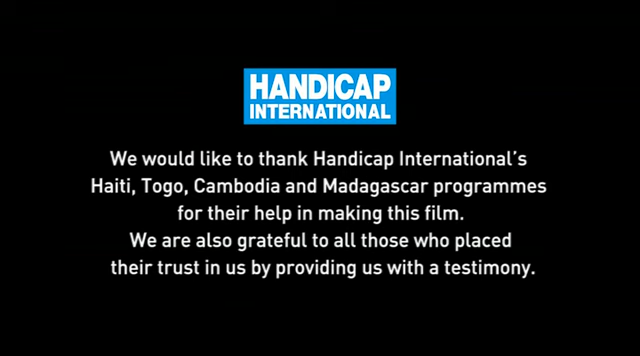 HANDICAP
INTERNATIONAL
We would like to thank Handicap International's
Haiti, Togo, Cambodia and Madagascar programmes
for their help in making this film.
We are also grateful to all those who placed
their trust in us by providing us with a testimony.